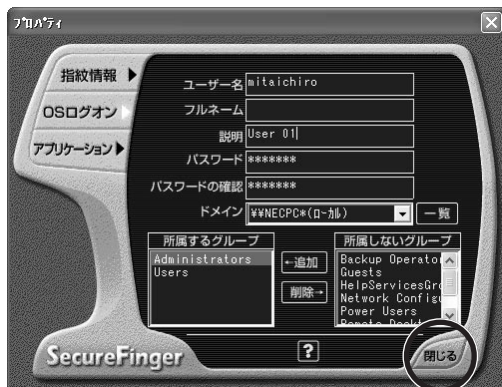 プロパティ
指紋情報
OSログオン
アプリケーション
ユーザー名 mitaichiro
フルネーム
説明 User 01
パスワード *******
パスワードの確認 *******
ドメイン ¥¥NECPC*(ローカル) 一覧
所属するグループ
Administrators
Users
←追加
削除→
所属しないグループ
Backup Operator
Guests
HelpServicesGro
Network Configu
Power Users
Remote Deskt
SecureFinger
?
閉じる